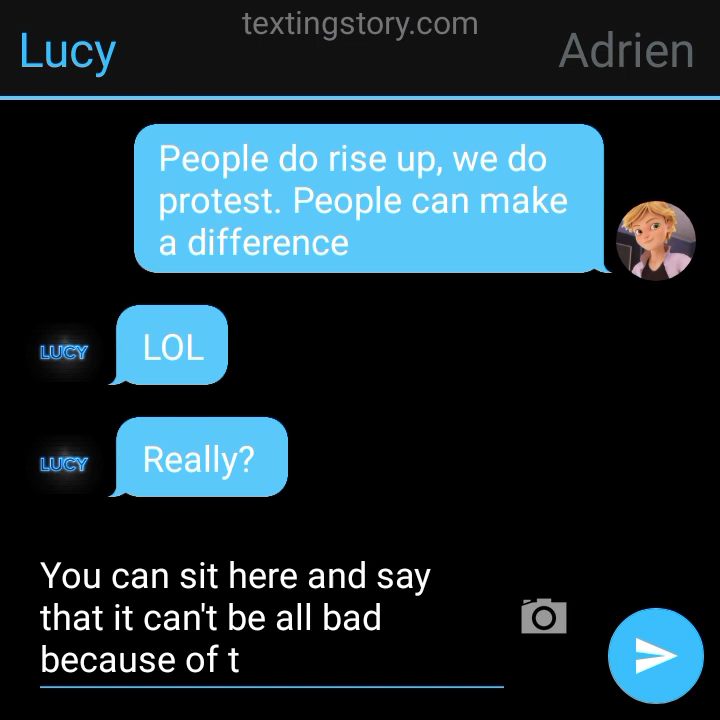 textingstory.com
Lucy
Adrien
People do rise up, we do
protest. People can make
a difference
LUCY
LOL
LUCY
Really?
You can sit here and say
that it can't be all bad
because of t